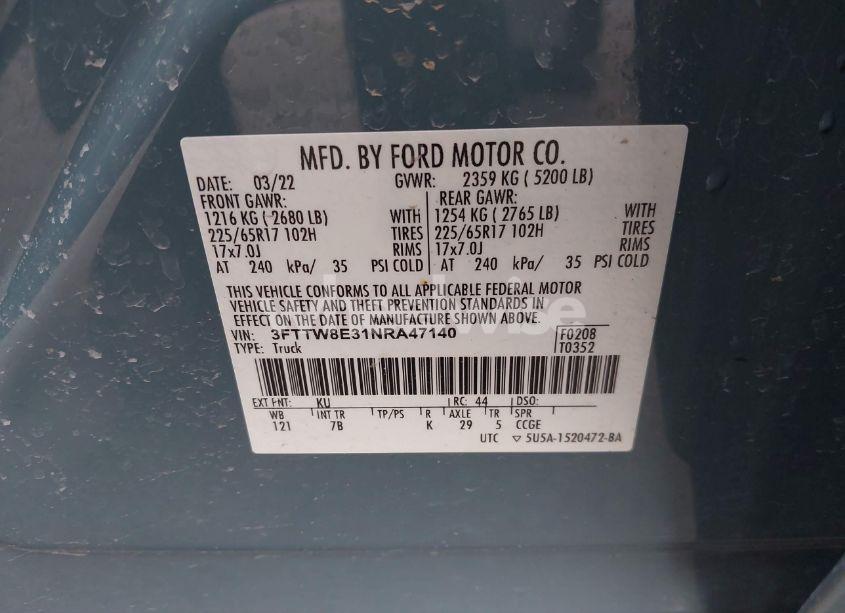 MFD. BY FORD MOTOR CO.
DATE: 03/22 GVWR: 2359 KG ( 5200 LB)
FRONT GAWR: REAR GAWR:
1216 KG ( 2680 LB) WITH 1254 KG ( 2765 LB) WITH
225/65R17 102H TIRES 225/65R17 102H TIRES
17x7.0J RIMS 17x7.0J RIMS
AT 240 kPa/ 35 PSI COLD AT 240 kPa/ 35 PSI COLD
THIS VEHICLE CONFORMS TO ALL APPLICABLE FEDERAL MOTOR
VEHICLE SAFETY AND THEFT PREVENTION STANDARDS IN
EFFECT ON THE DATE OF MANUFACTURE SHOWN ABOVE.
VIN: 3FTTW8E31NRA47140 F0208
TYPE: Truck T0352
EXT PNT: KU RC: 44 DSO:
WB INT TR TP/PS R AXLE TR SPR
121 7B K 29 5 CCGE
UTC ▽ 5U5A-1520472-BA